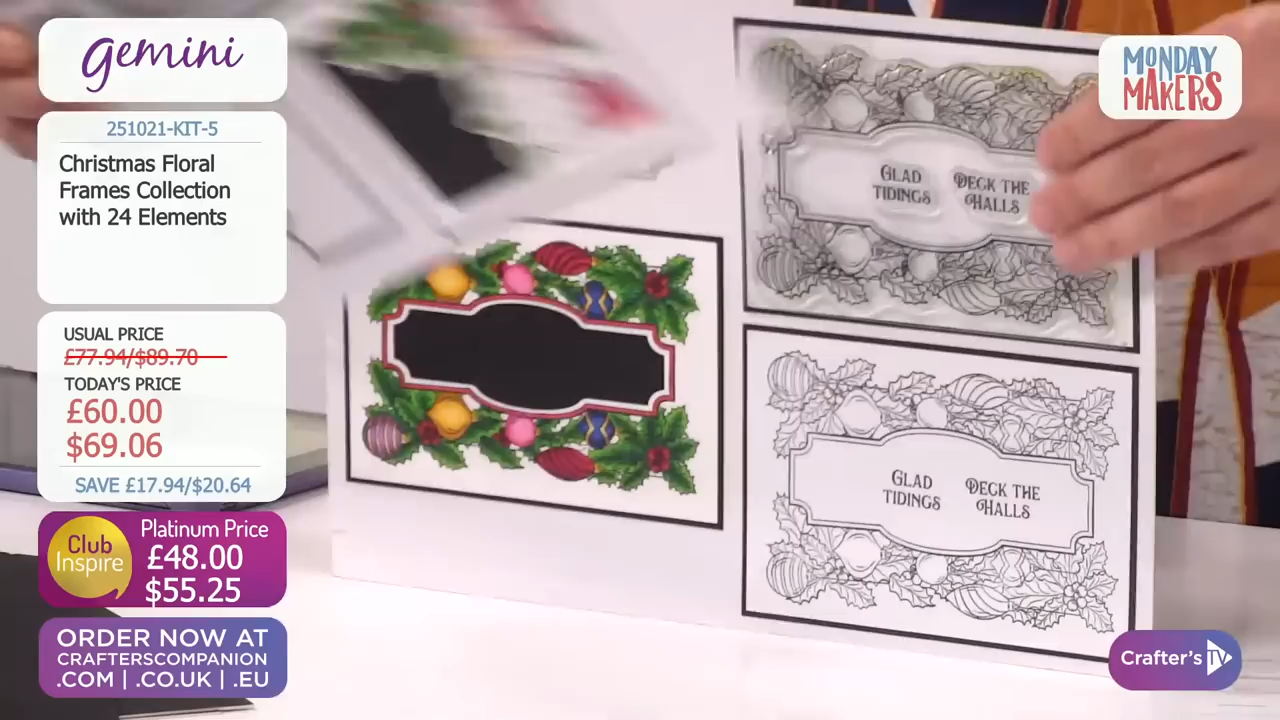 gemini
251021-KIT-5
Christmas Floral
Frames Collection
with 24 Elements
USUAL PRICE
£77.94/$89.70
TODAY'S PRICE
£60.00
$69.06
SAVE £17.94/$20.64
Club
Inspire
Platinum Price
£48.00
$55.25
ORDER NOW AT
CRAFTERSCOMPANION
.COM | .CO.UK | .EU
MONDAY
MAKERS
GLAD
TIDINGS
DECK THE
HALLS
GLAD
TIDINGS
DECK THE
HALLS
Crafter's TV